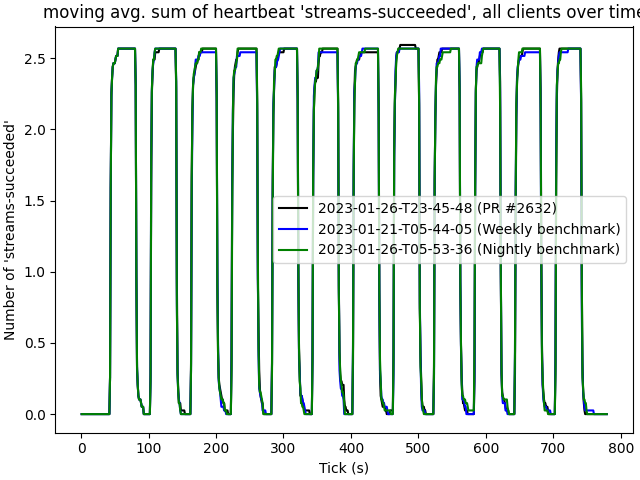 moving avg. sum of heartbeat 'streams-succeeded', all clients over time
Number of 'streams-succeeded'
2.5
2.0
1.5
1.0
0.5
0.0
2023-01-26-T23-45-48 (PR #2632)
2023-01-21-T05-44-05 (Weekly benchmark)
2023-01-26-T05-53-36 (Nightly benchmark)
0 100 200 300 400 500 600 700 800
Tick (s)